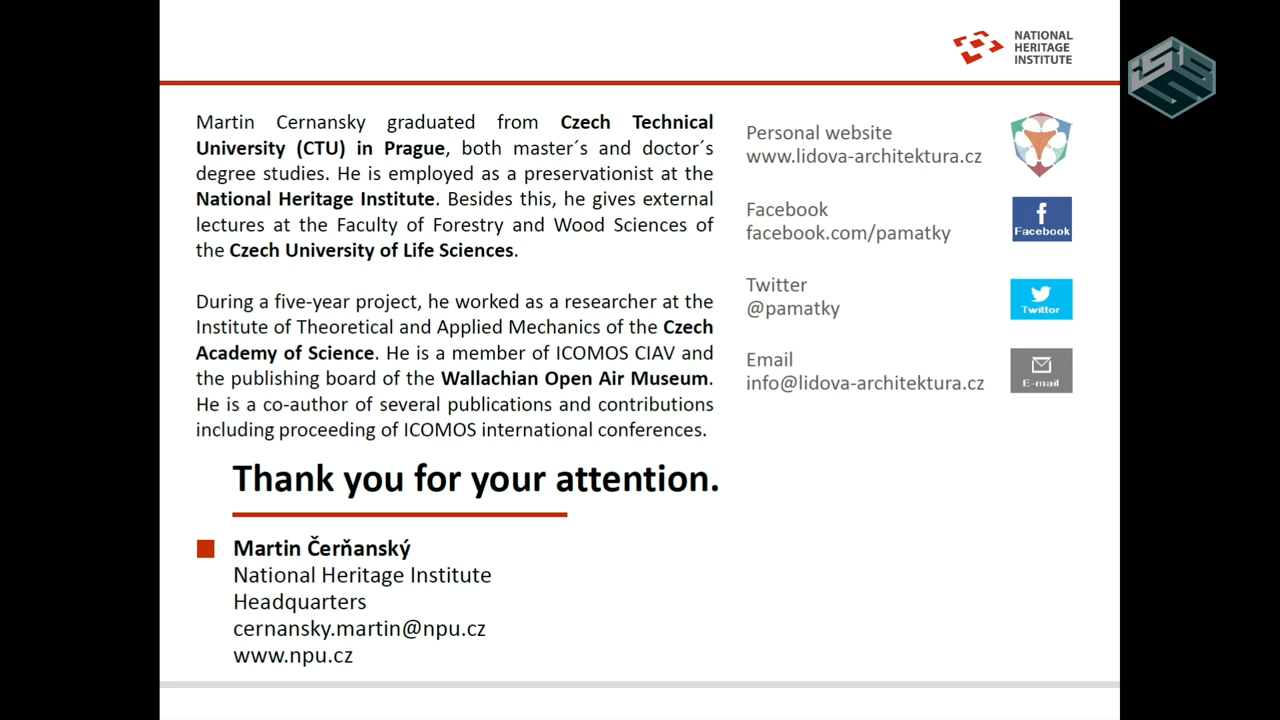 NATIONAL
HERITAGE
INSTITUTE
Martin Cernansky graduated from Czech Technical
University (CTU) in Prague, both master´s and doctor´s
degree studies. He is employed as a preservationist at the
National Heritage Institute. Besides this, he gives external
lectures at the Faculty of Forestry and Wood Sciences of
the Czech University of Life Sciences.
During a five-year project, he worked as a researcher at the
Institute of Theoretical and Applied Mechanics of the Czech
Academy of Science. He is a member of ICOMOS CIAV and
the publishing board of the Wallachian Open Air Museum.
He is a co-author of several publications and contributions
including proceeding of ICOMOS international conferences.
Personal website
www.lidova-architektura.cz
Facebook
facebook.com/pamatky
Facebook
Twitter
@pamatky
Twitter
Email
info@lidova-architektura.cz
E-mail
Thank you for your attention.
Martin Čerňanský
National Heritage Institute
Headquarters
cernansky.martin@npu.cz
www.npu.cz